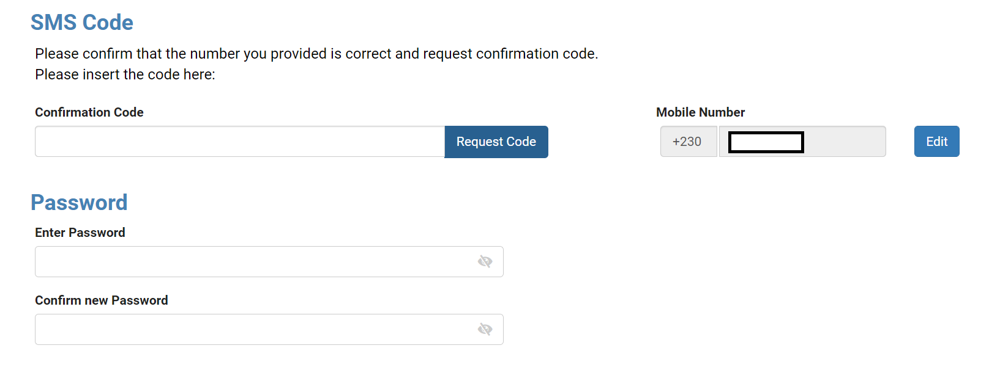 SMS Code
Please confirm that the number you provided is correct and request confirmation code.
Please insert the code here:
Confirmation Code
Mobile Number
Request Code
+230
Edit
Password
Enter Password
Confirm new Password